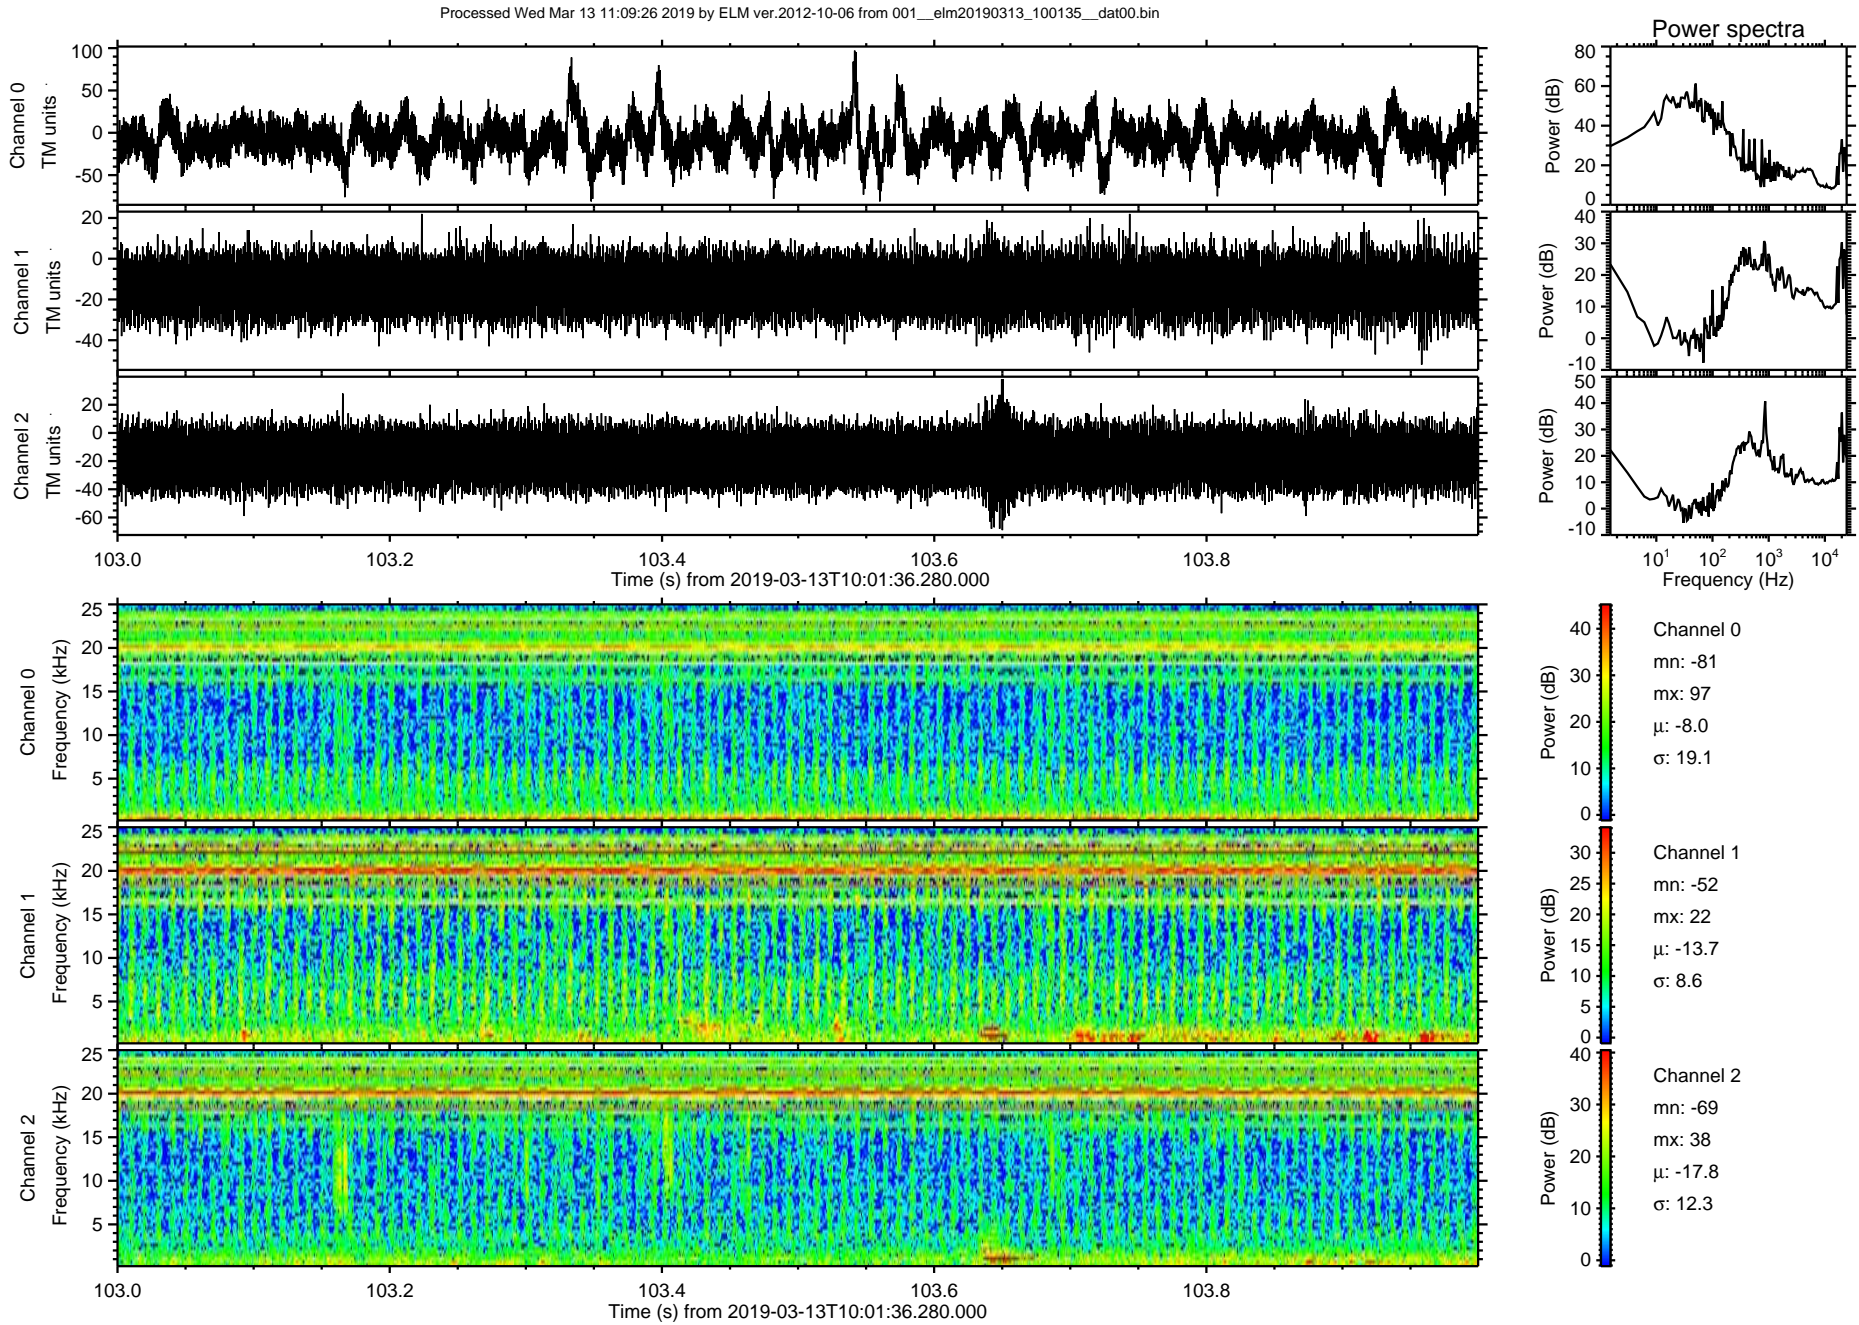 Processed Wed Mar 13 11:09:26 2019 by ELM ver.2012-10-06 from 001__elm20190313_100135__dat00.bin
Power spectra
Channel 0
TM units
100
50
0
-50
Power (dB)
80
60
40
20
0
Channel 1
TM units
20
0
-20
-40
Power (dB)
40
30
20
10
0
-10
Channel 2
TM units
20
0
-20
-40
-60
Power (dB)
50
40
30
20
10
0
-10
103.0 103.2 103.4 103.6 103.8
Time (s) from 2019-03-13T10:01:36.280.000
10¹ 10² 10³ 10⁴
Frequency (Hz)
Channel 0
Frequency (kHz)
25
20
15
10
5
Power (dB)
40
30
20
10
0
Channel 0
mn: -81
mx: 97
µ: -8.0
σ: 19.1
Channel 1
Frequency (kHz)
25
20
15
10
5
Power (dB)
30
25
20
15
10
5
0
Channel 1
mn: -52
mx: 22
µ: -13.7
σ: 8.6
Channel 2
Frequency (kHz)
25
20
15
10
5
Power (dB)
40
30
20
10
0
Channel 2
mn: -69
mx: 38
µ: -17.8
σ: 12.3
103.0 103.2 103.4 103.6 103.8
Time (s) from 2019-03-13T10:01:36.280.000